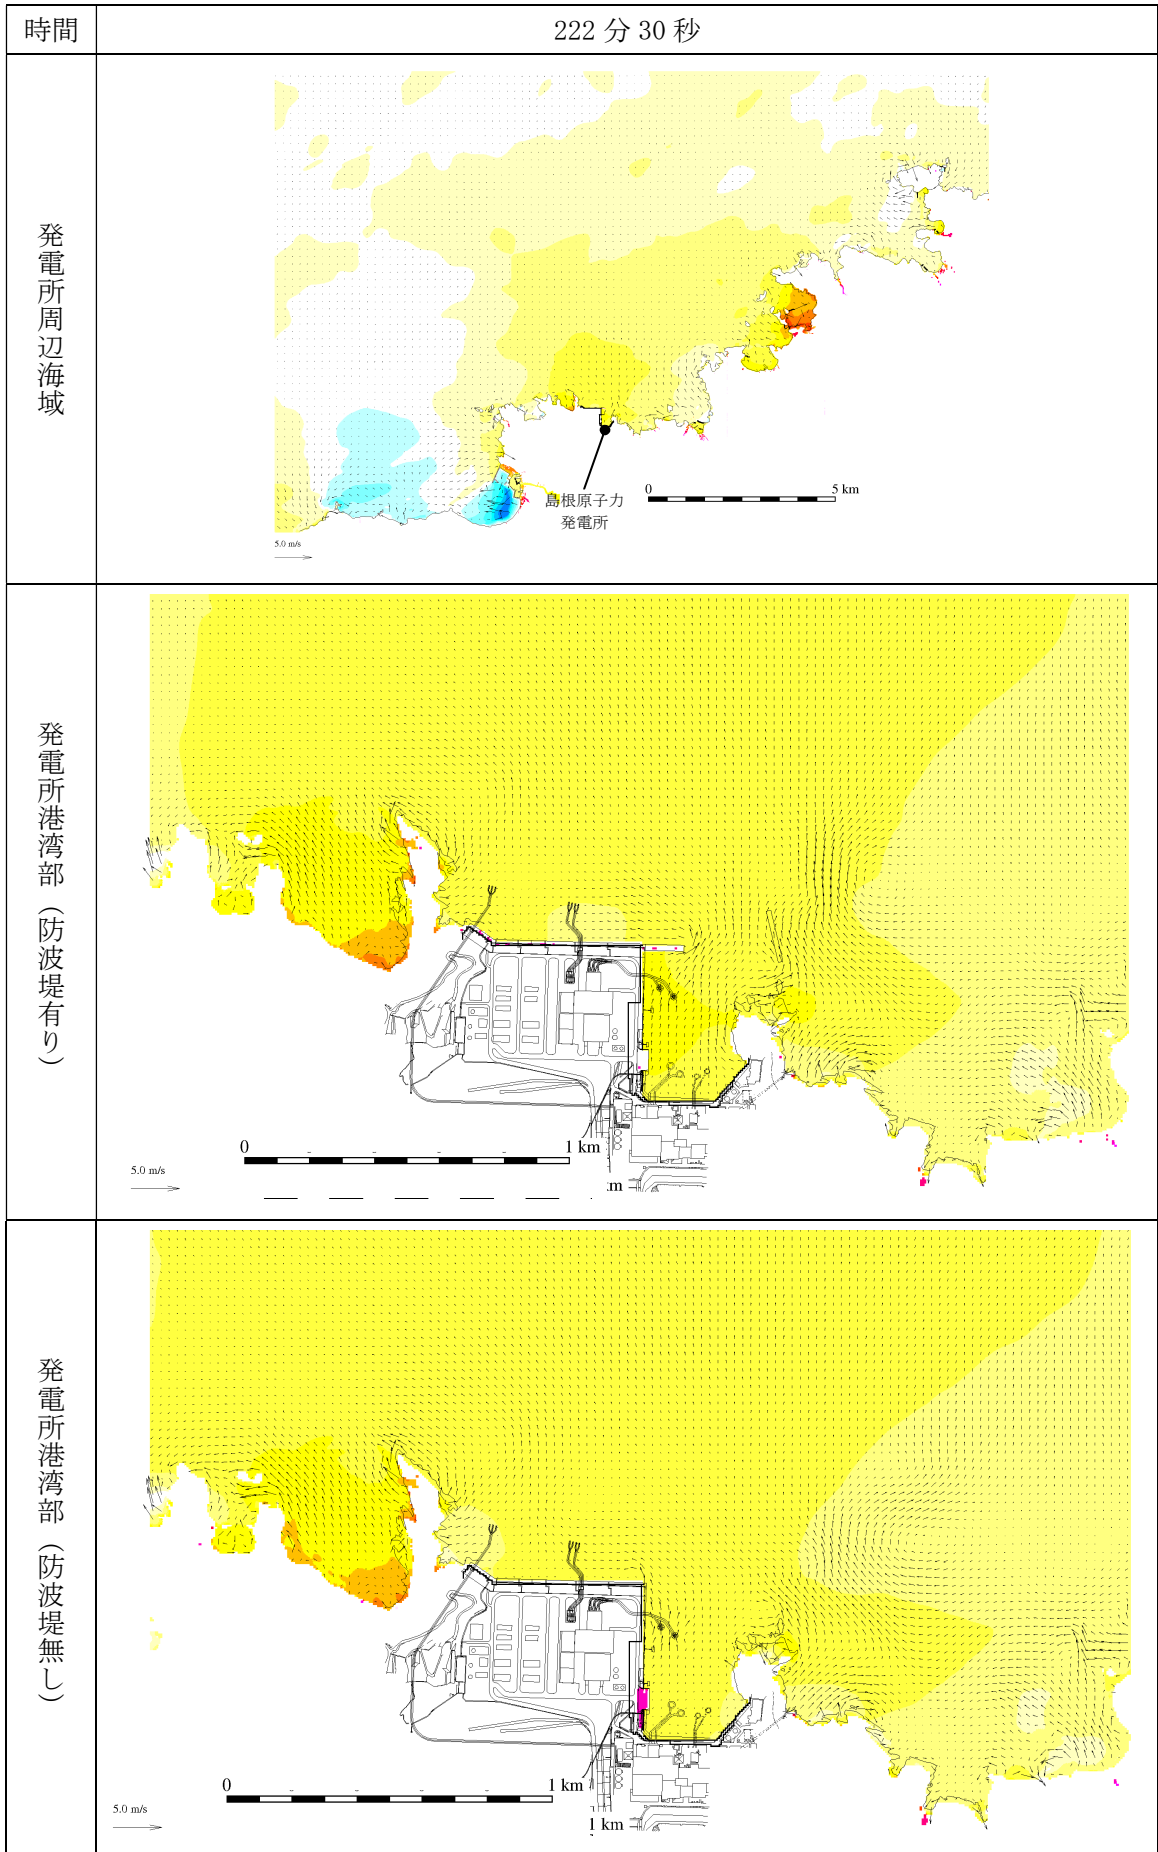 時間
222 分 30 秒
発電所周辺海域
島根原子力
発電所
0
5 km
5.0 m/s
発電所港湾部（防波堤有り）
0
1 km
5.0 m/s
km
発電所港湾部（防波堤無し）
0
1 km
5.0 m/s
1 km